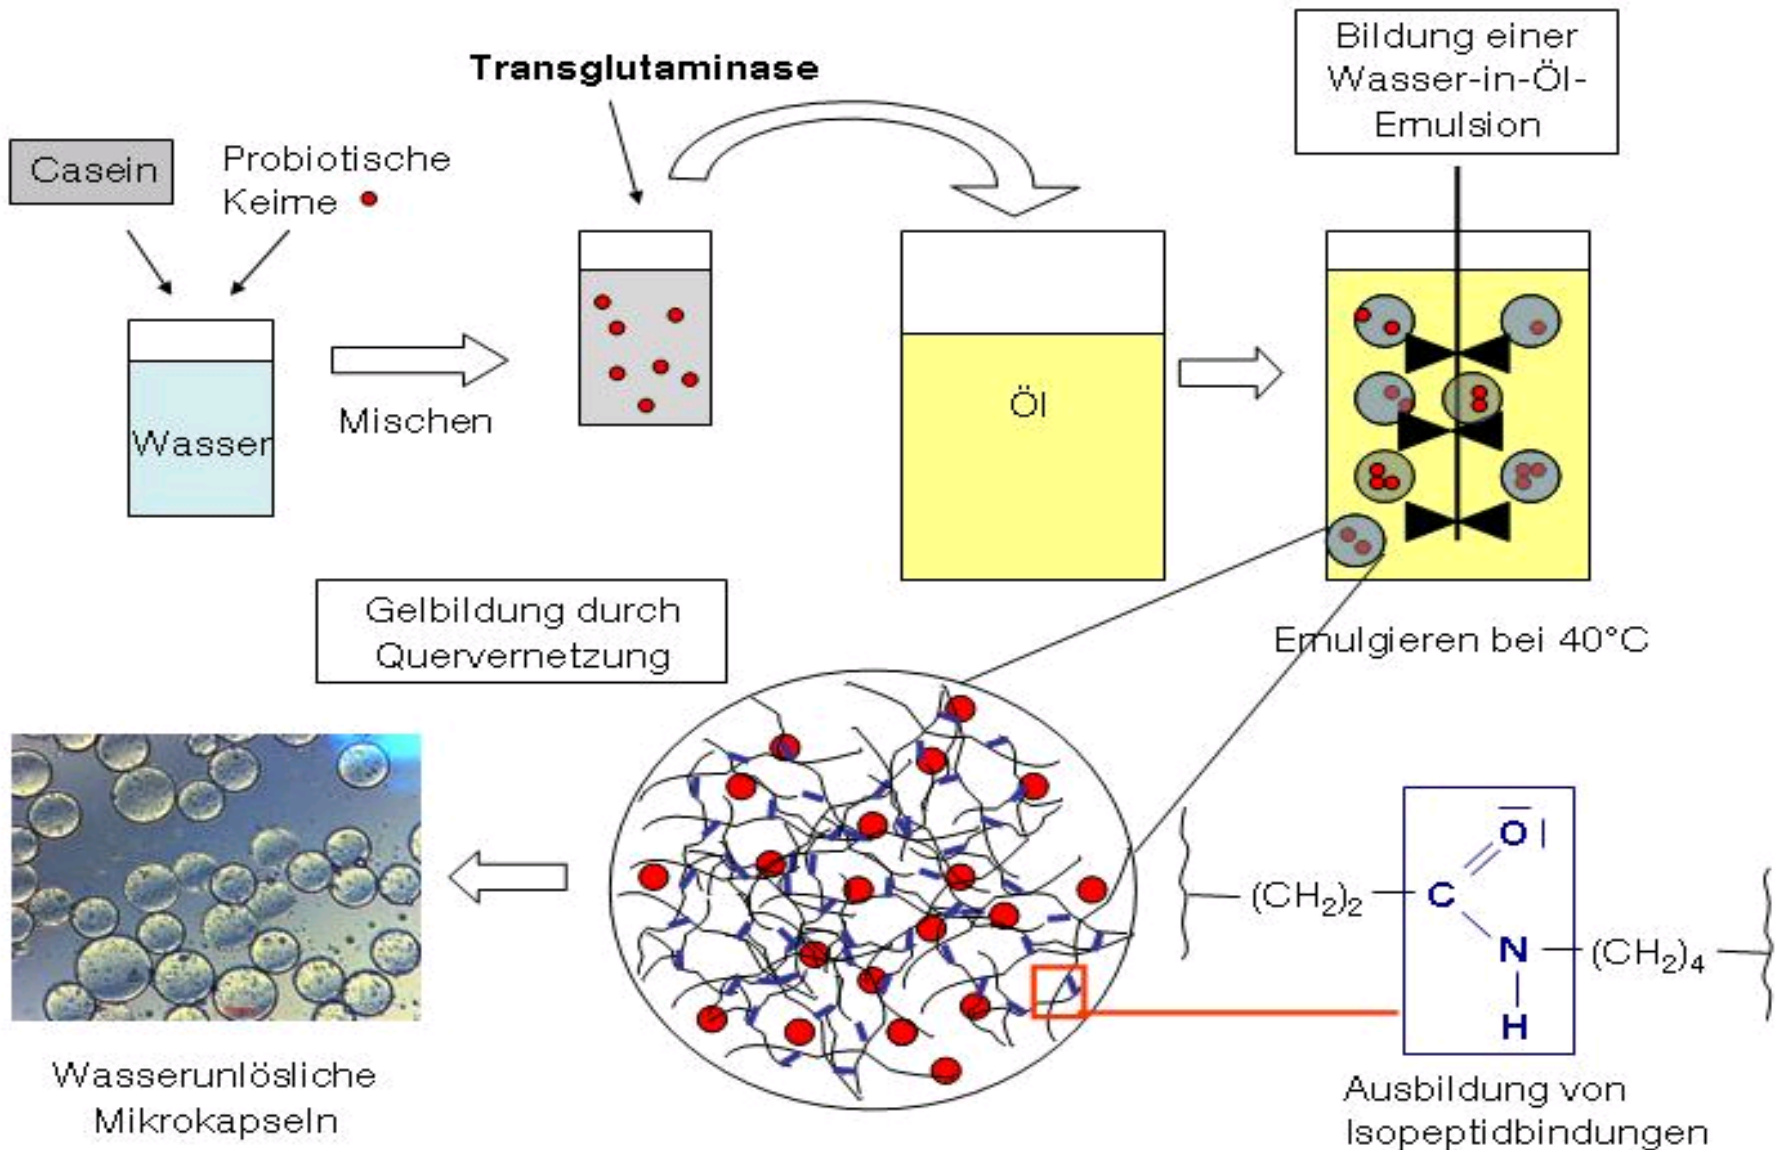 Transglutaminase
Bildung einer
Wasser-in-Öl-
Emulsion
Casein
Probiotische
Keime
Wasser
Mischen
Öl
Emulgieren bei 40°C
Gelbildung durch
Quervernetzung
Wasserunlösliche
Mikrokapseln
O
(CH₂)₂ C
N (CH₂)₄
H
Ausbildung von
Isopeptidbindungen